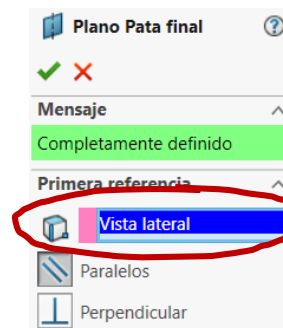 Plano Pata final
Mensaje
Completamente definido
Primera referencia
Vista lateral
Paralelos
Perpendicular